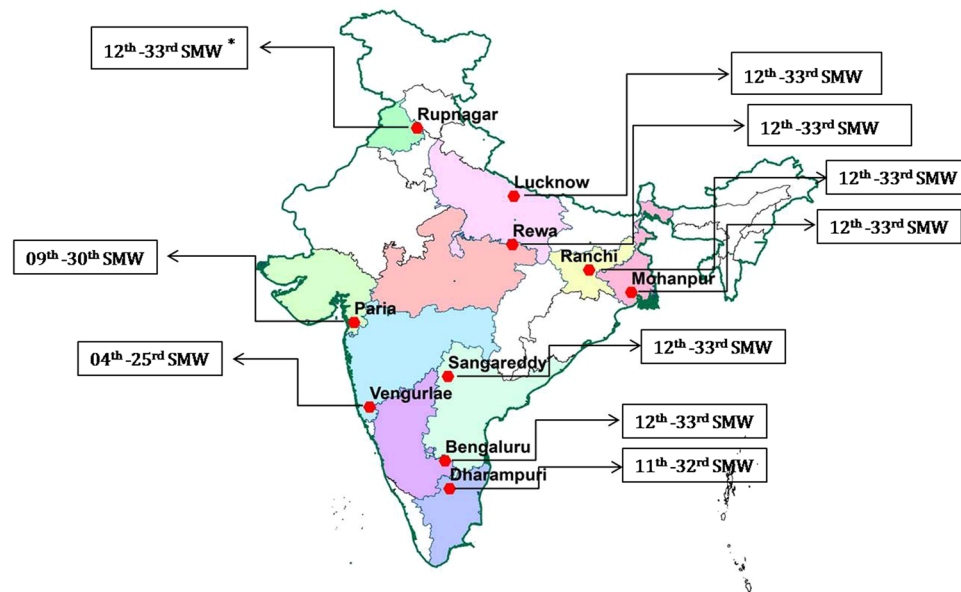 12th -33rd SMW *
12th -33rd SMW
Rupnagar
12th -33rd SMW
12th -33rd SMW
Lucknow
12th -33rd SMW
Rewa
09th -30th SMW
Ranchi
Mohanpur
Paria
04th -25rd SMW
Sangareddy
12th -33rd SMW
Vengurlae
12th -33rd SMW
Bengaluru
11th -32rd SMW
Dharampuri